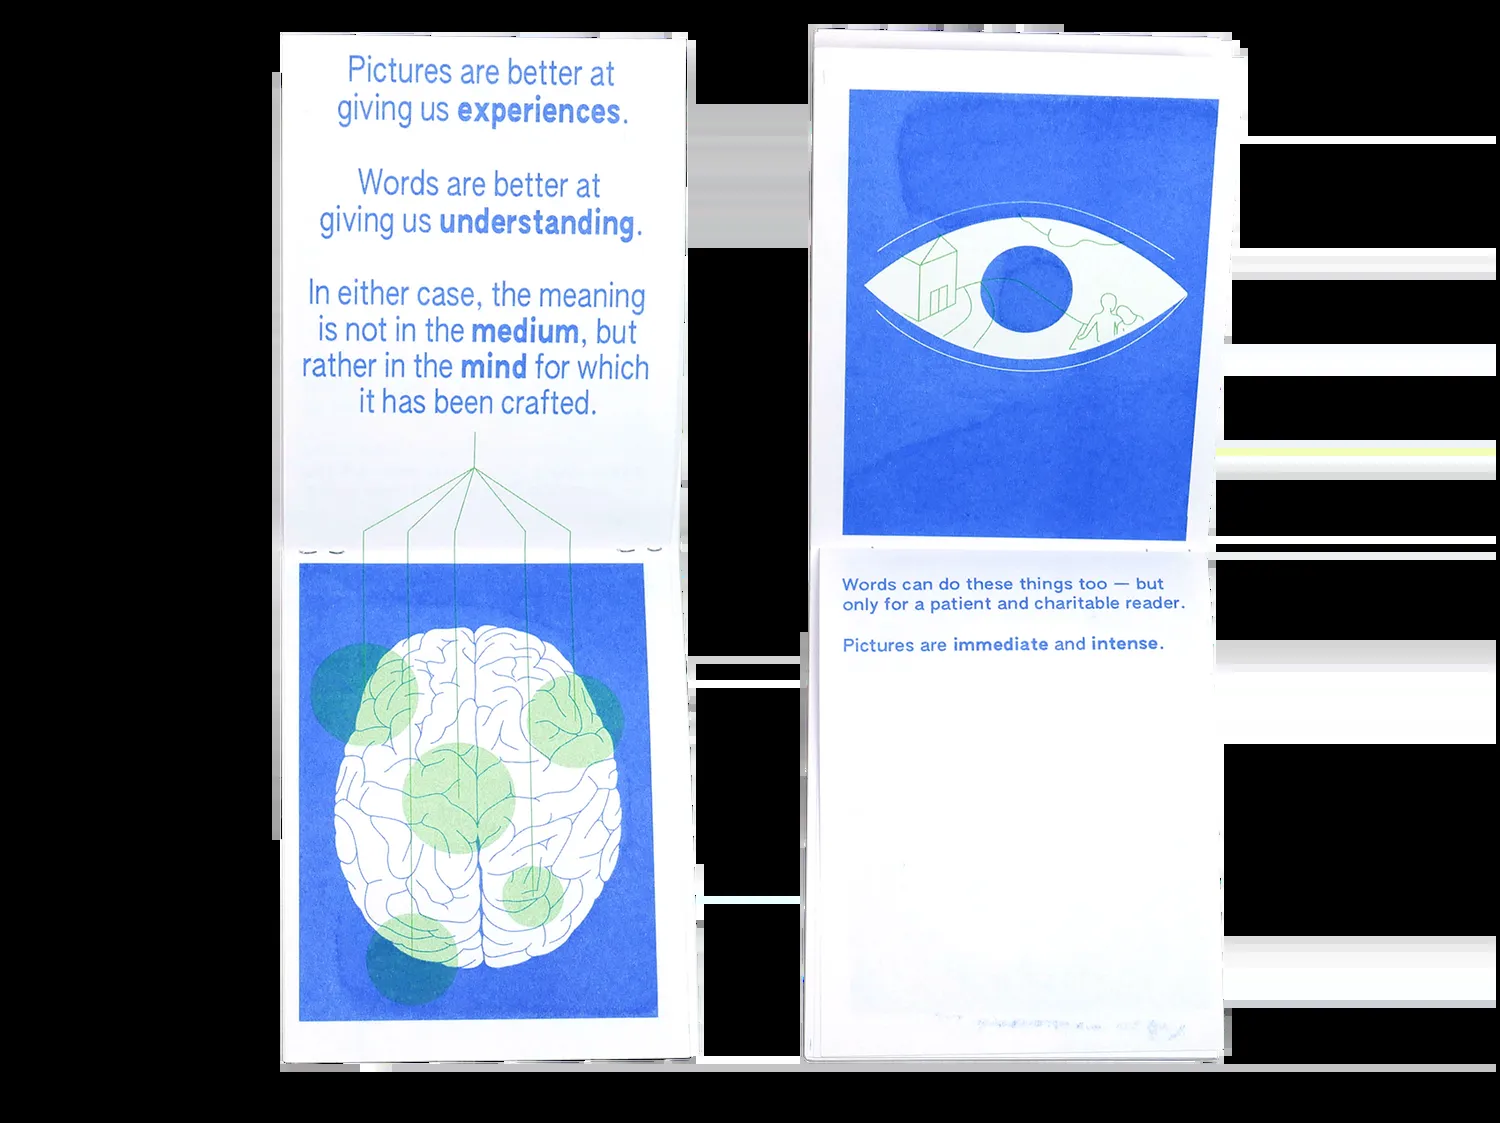 Pictures are better at
giving us experiences.
Words are better at
giving us understanding.
In either case, the meaning
is not in the medium, but
rather in the mind for which
it has been crafted.
Words can do these things too — but
only for a patient and charitable reader.
Pictures are immediate and intense.